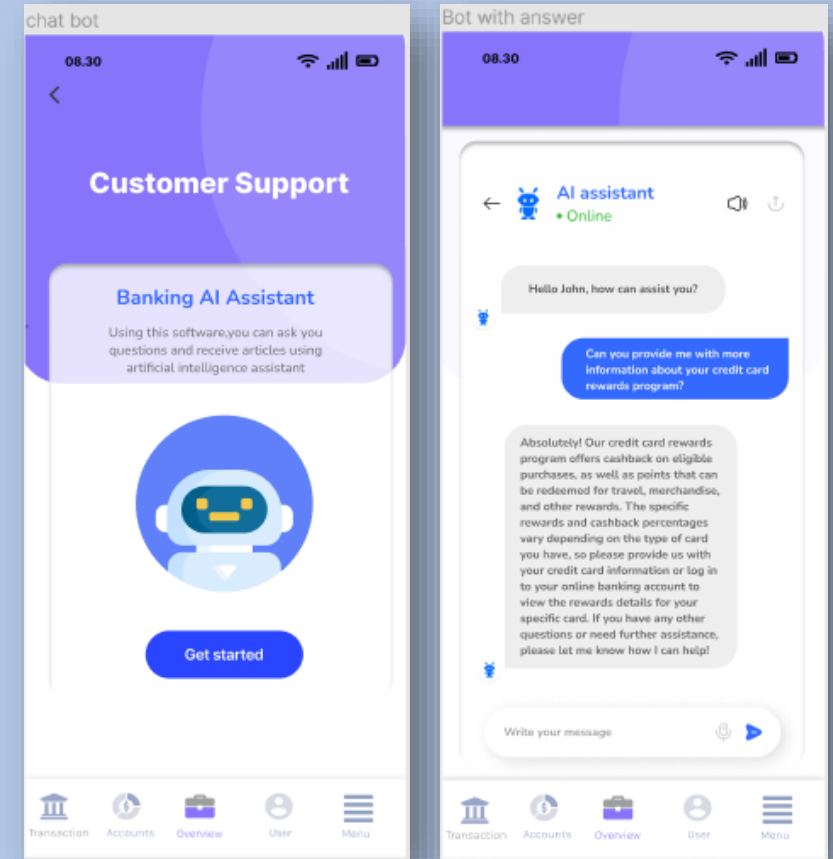 chat bot
08.30
Customer Support
Banking AI Assistant
Using this software,you can ask you
questions and receive articles using
artificial intelligence assistant
Get started
Transaction
Accounts
Overview
User
Menu
Bot with answer
08.30
AI assistant
• Online
Hello John, how can assist you?
Can you provide me with more
information about your credit card
rewards program?
Absolutely! Our credit card rewards
program offers cashback on eligible
purchases, as well as points that can
be redeemed for travel, merchandise,
and other rewards. The specific
rewards and cashback percentages
vary depending on the type of card
you have, so please provide us with
your credit card information or log in
to your online banking account to
view the rewards details for your
specific card. If you have any other
questions or need further assistance,
please let me know how I can help!
Write your message
Transaction
Accounts
Overview
User
Menu